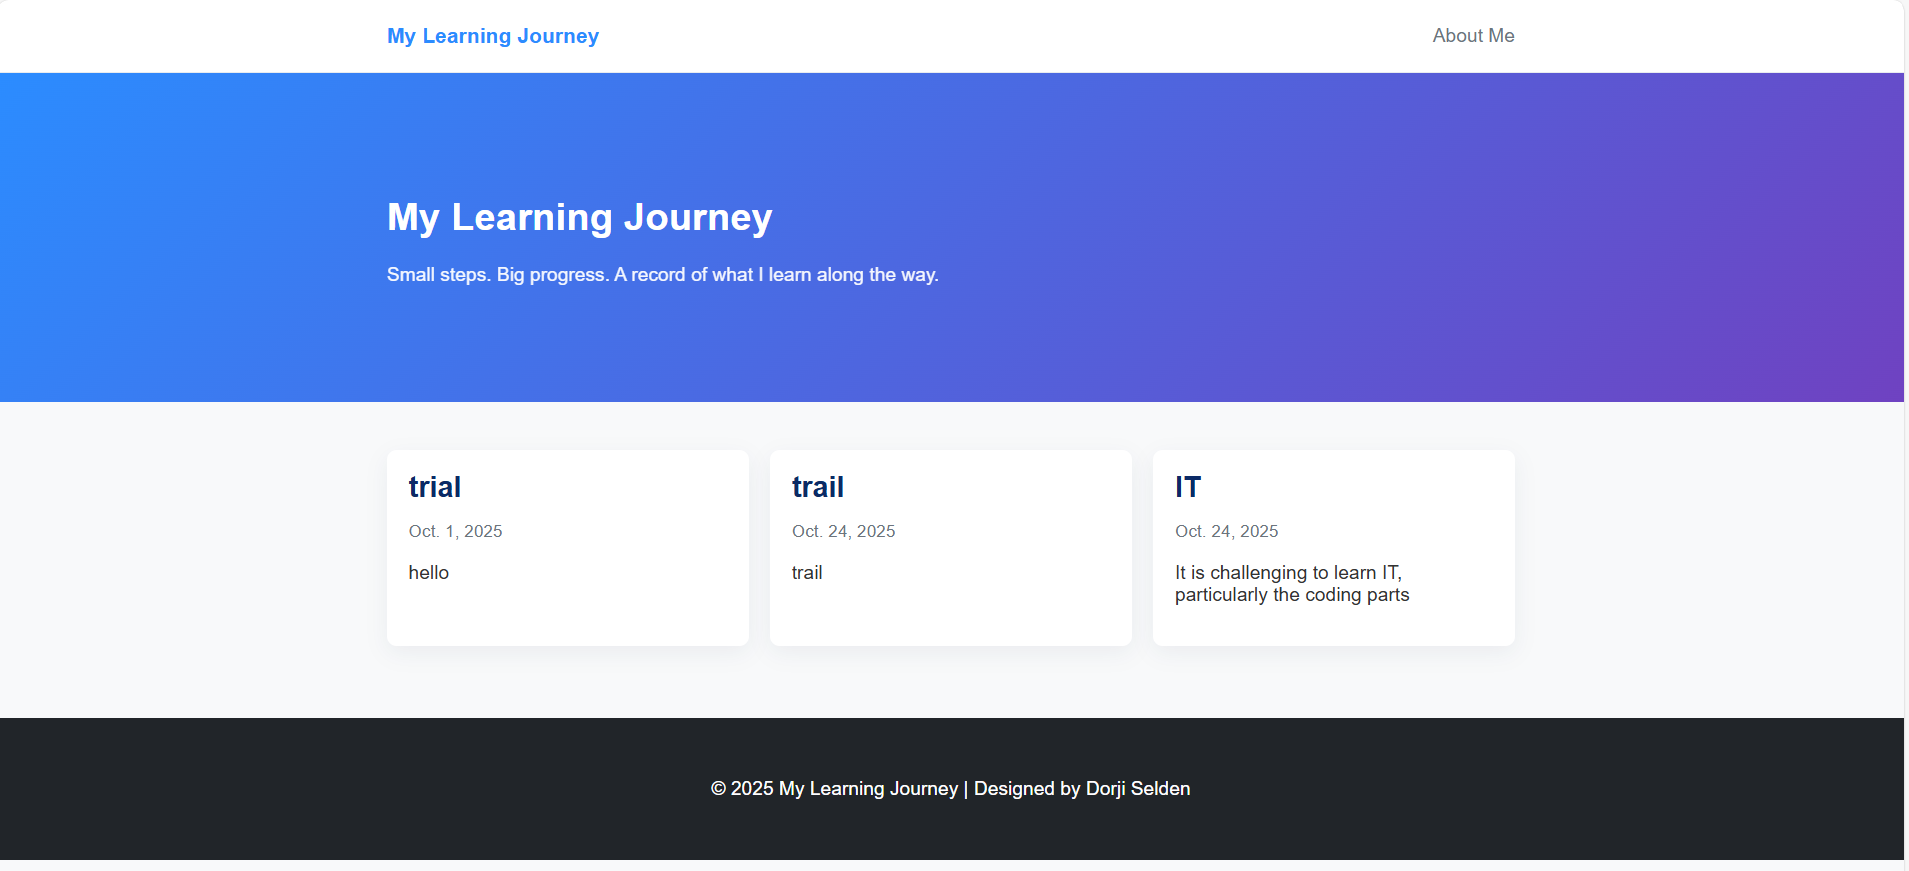 My Learning Journey
About Me
My Learning Journey
Small steps. Big progress. A record of what I learn along the way.
trial
Oct. 1, 2025
hello
trail
Oct. 24, 2025
trail
IT
Oct. 24, 2025
It is challenging to learn IT,
particularly the coding parts
© 2025 My Learning Journey | Designed by Dorji Selden